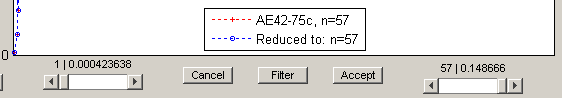 AE42-75c, n=57
Reduced to: n=57
0
1 | 0.000423638
Cancel
Filter
Accept
57 | 0.148666